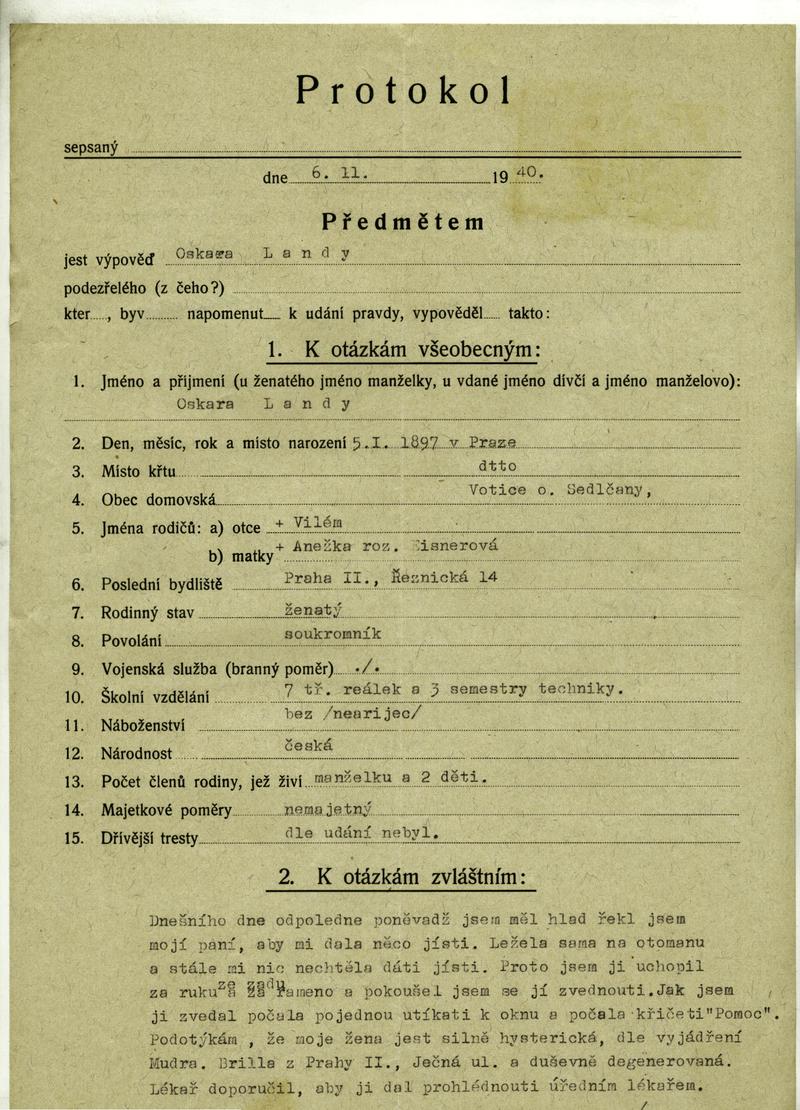 Protokol
sepsaný
dne 6. 11. 1940.
Předmětem
jest výpověď Oskara Landy
podezřelého (z čeho?)
kter....., byv.......... napomenut..... k udání pravdy, vypověděl..... takto:
1. K otázkám všeobecným:
1. Jméno a příjmení (u ženatého jméno manželky, u vdané jméno dívčí a jméno manželovo):
Oskara Landy
2. Den, měsíc, rok a místo narození 5.I. 1897 v Praze
3. Místo křtu dtto
4. Obec domovská Votice o. Sedlčany,
5. Jména rodičů: a) otce + Vilém
b) matky + Anežka roz. Eisnerová
6. Poslední bydliště Praha II., Řeznická 14
7. Rodinný stav ženatý
8. Povolání soukromník
9. Vojenská služba (branný poměr) ./.
10. Školní vzdělání 7 tř. reálek a 3 semestry techniky.
11. Náboženství bez /nearijec/
12. Národnost česká
13. Počet členů rodiny, jež živí manželku a 2 děti.
14. Majetkové poměry nemajetný
15. Dřívější tresty dle udání nebyl.
2. K otázkám zvláštním:
Dnešního dne odpoledne poněvadž jsem měl hlad řekl jsem
mojí paní, aby mi dala něco jísti. Ležela sama na otomanu
a stále mi nic nechtěla dáti jísti. Proto jsem ji uchopil
za ruku ze zadu za rameno a pokoušel jsem se jí zvednouti.Jak jsem
ji zvedal počala pojednou utíkati k oknu a počala křičeti"Pomoc".
Podotýkám , že moje žena jest silně hysterická, dle vyjádření
Mudra. Brilla z Prahy II., Ječná ul. a duševně degenerovaná.
Lékař doporučil, aby ji dal prohlédnouti úředním lékařem.